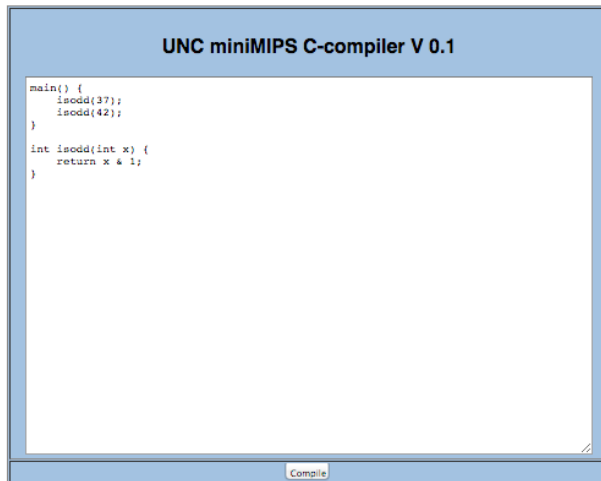 UNC miniMIPS C-compiler V 0.1
main() {
    isodd(37);
    isodd(42);
}

int isodd(int x) {
    return x & 1;
}
Compile